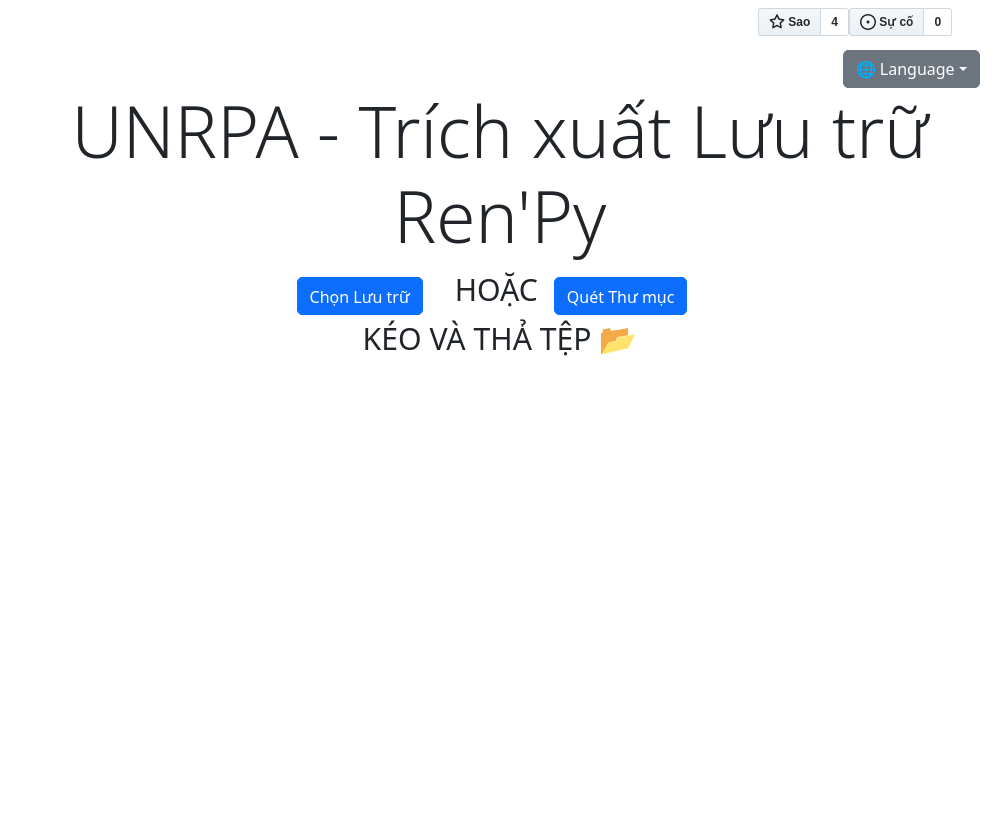 Sao 4 Sự cố 0
🌐 Language
UNRPA - Trích xuất Lưu trữ
Ren'Py
Chọn Lưu trữ HOẶC Quét Thư mục
KÉO VÀ THẢ TỆP 📂